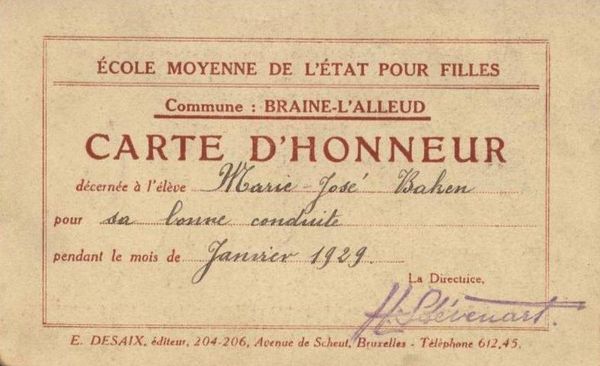 ÉCOLE MOYENNE DE L'ÉTAT POUR FILLES
Commune : BRAINE-L'ALLEUD
CARTE D'HONNEUR
décernée à l'élève Marie-José Baken
pour sa bonne conduite
pendant le mois de Janvier 1929.
La Directrice,
H. Stévenart.
E. DESAIX, éditeur, 204-206, Avenue de Scheut, Bruxelles - Téléphone 612,45.